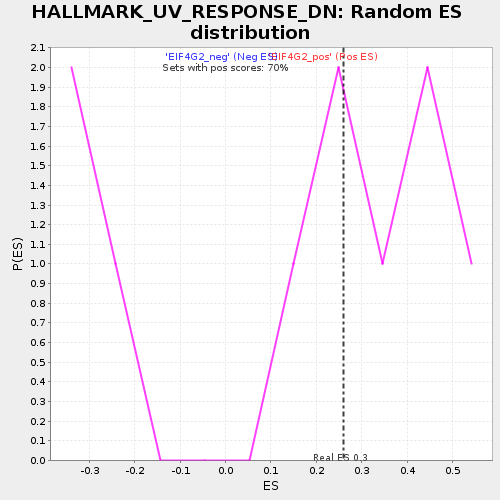 HALLMARK_UV_RESPONSE_DN: Random ES
distribution
'EIF4G2_neg' (Neg ES)
'EIF4G2_pos' (Pos ES)
Sets with pos scores: 70%
2.1
2.0
1.9
1.8
1.7
1.6
1.5
1.4
1.3
1.2
1.1
1.0
0.9
0.8
0.7
0.6
0.5
0.4
0.3
0.2
0.1
0.0
P(ES)
Real ES 0.3
-0.3 -0.2 -0.1 0.0 0.1 0.2 0.3 0.4 0.5
ES